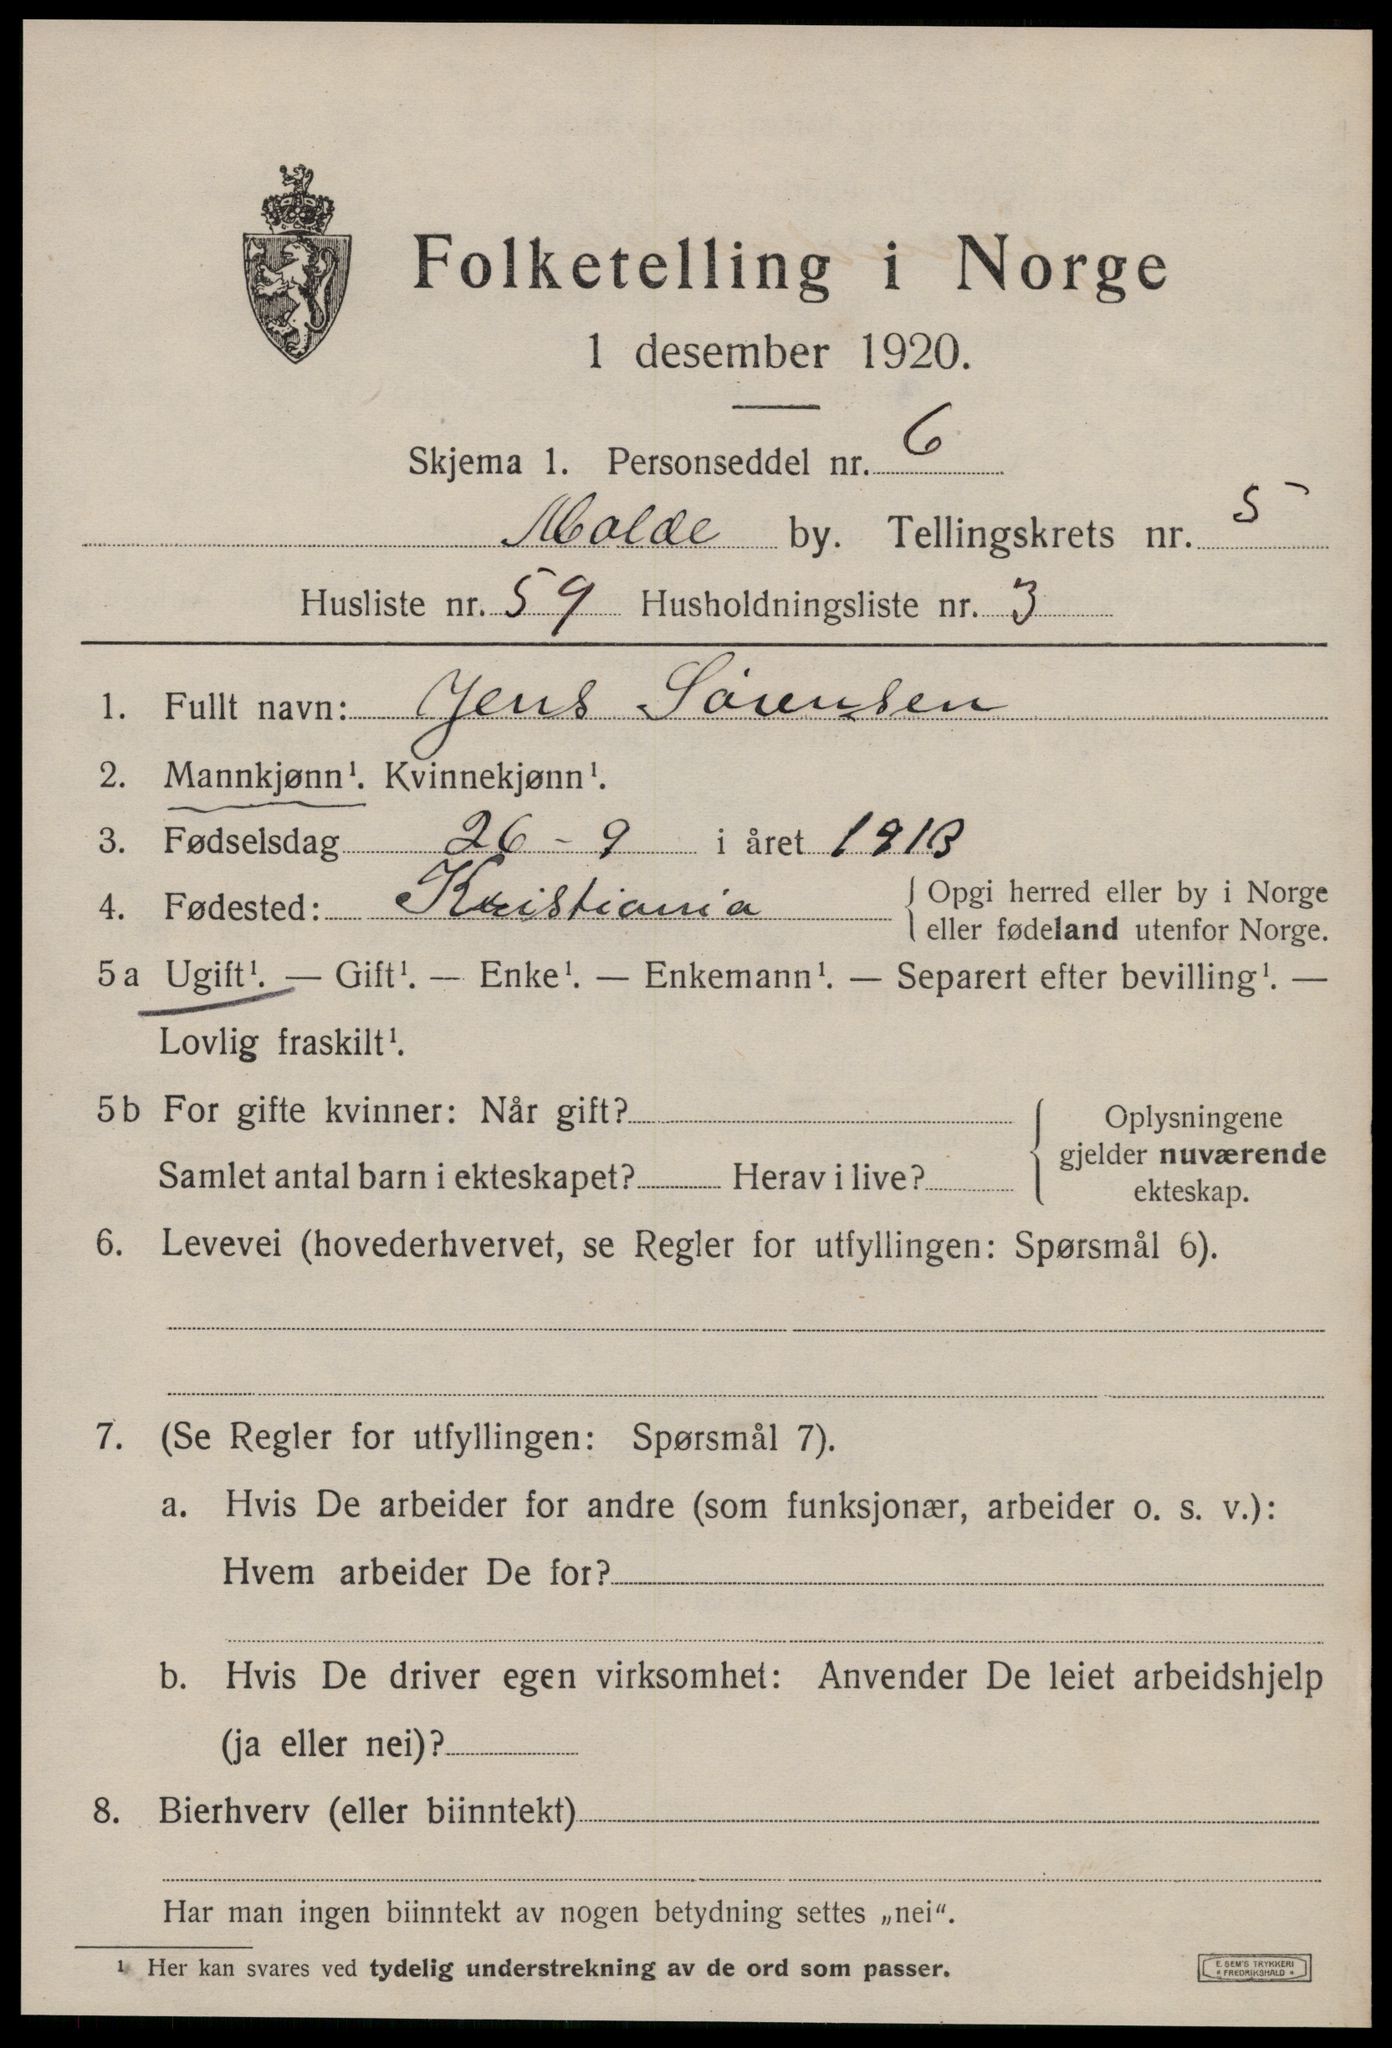 Folketelling i Norge
1 desember 1920.
Skjema 1. Personseddel nr. 6
Molde by. Tellingskrets nr. 5
Husliste nr. 59 Husholdningsliste nr. 3
1. Fullt navn: Jens Sørensen
2. Mannkjønn¹. Kvinnekjønn¹.
3. Fødselsdag 26 - 9 i året 1913
4. Fødested: Kristiania { Opgi herred eller by i Norge
eller fødeland utenfor Norge.
5 a Ugift¹. — Gift¹. — Enke¹. — Enkemann¹. — Separert efter bevilling¹. —
Lovlig fraskilt¹.
5 b For gifte kvinner: Når gift?
Samlet antal barn i ekteskapet? Herav i live?
{ Oplysningene
gjelder nuværende
ekteskap.
6. Levevei (hovederhvervet, se Regler for utfyllingen: Spørsmål 6).
7. (Se Regler for utfyllingen: Spørsmål 7).
a. Hvis De arbeider for andre (som funksjonær, arbeider o. s. v.):
Hvem arbeider De for?
b. Hvis De driver egen virksomhet: Anvender De leiet arbeidshjelp
(ja eller nei)?
8. Bierhverv (eller biinntekt)
Har man ingen biinntekt av nogen betydning settes „nei“.
¹ Her kan svares ved tydelig understrekning av de ord som passer.
E. SEM'S TRYKKERI
* FREDRIKSHALD *